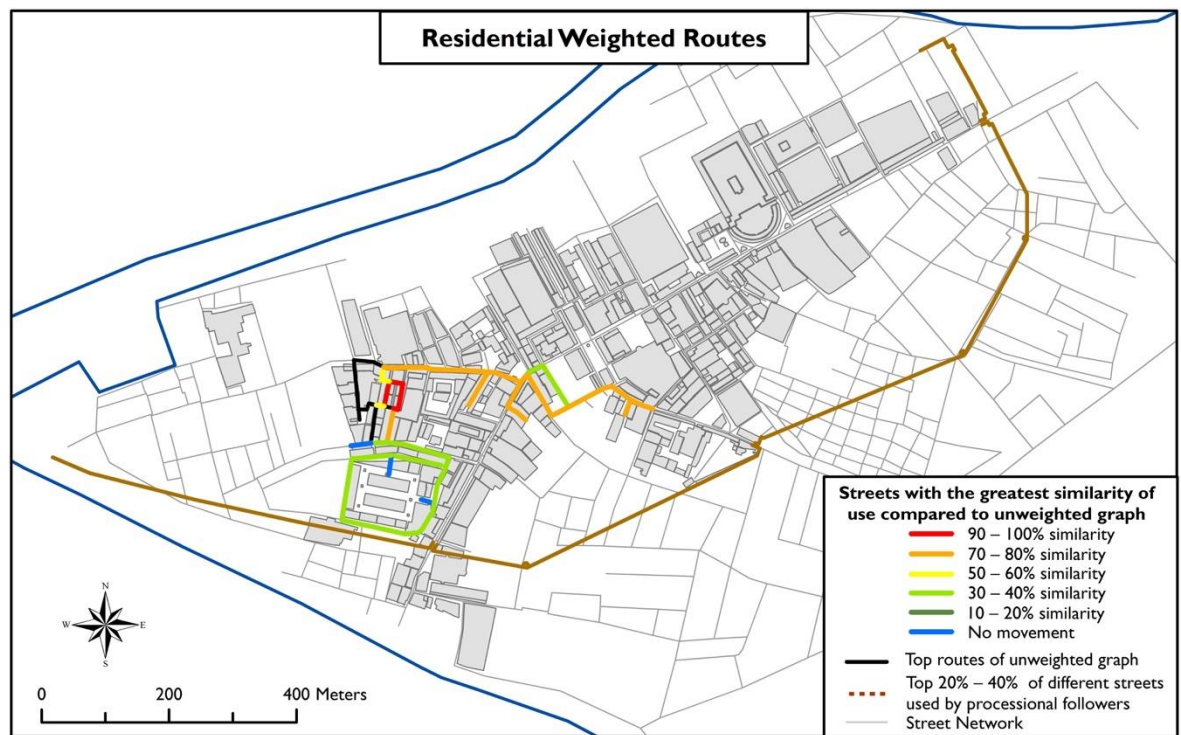 Residential Weighted Routes
N
W
E
S
0
200
400 Meters
Streets with the greatest similarity of
use compared to unweighted graph
90 – 100% similarity
70 – 80% similarity
50 – 60% similarity
30 – 40% similarity
10 – 20% similarity
No movement
Top routes of unweighted graph
Top 20% – 40% of different streets
used by processional followers
Street Network